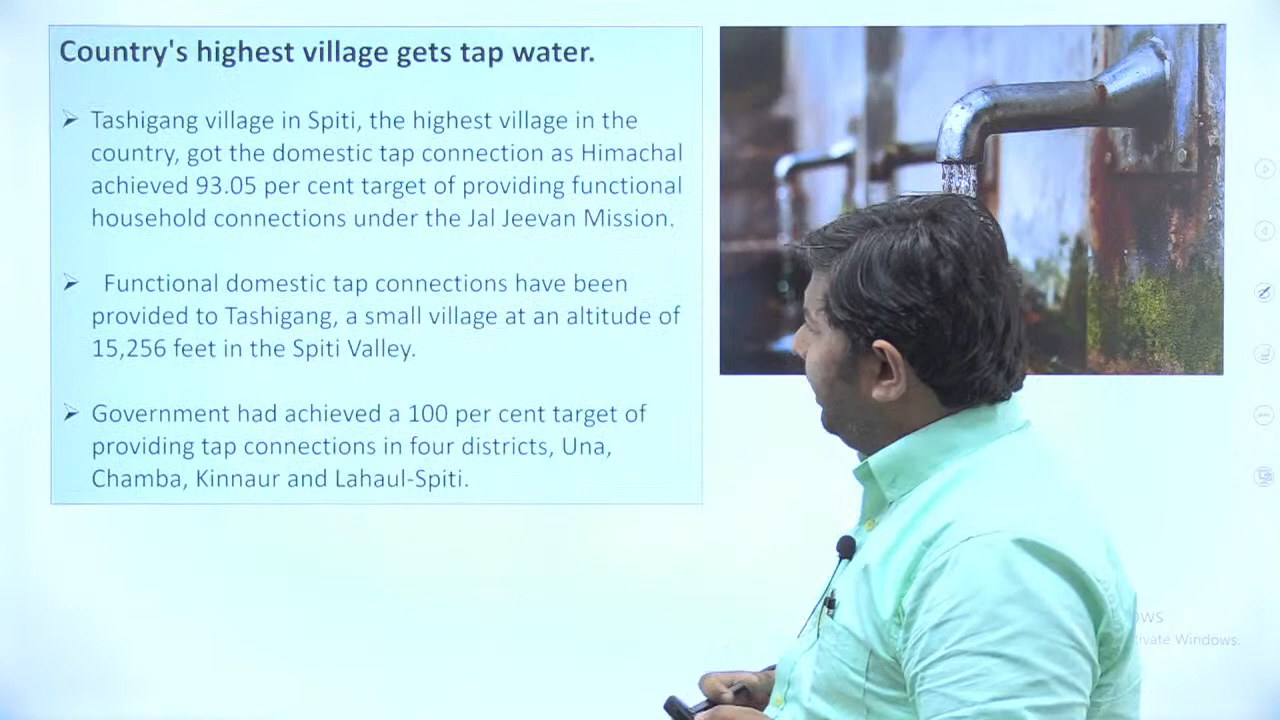 Country's highest village gets tap water.
➢ Tashigang village in Spiti, the highest village in the
country, got the domestic tap connection as Himachal
achieved 93.05 per cent target of providing functional
household connections under the Jal Jeevan Mission.
➢ Functional domestic tap connections have been
provided to Tashigang, a small village at an altitude of
15,256 feet in the Spiti Valley.
➢ Government had achieved a 100 per cent target of
providing tap connections in four districts, Una,
Chamba, Kinnaur and Lahaul-Spiti.
Windows.